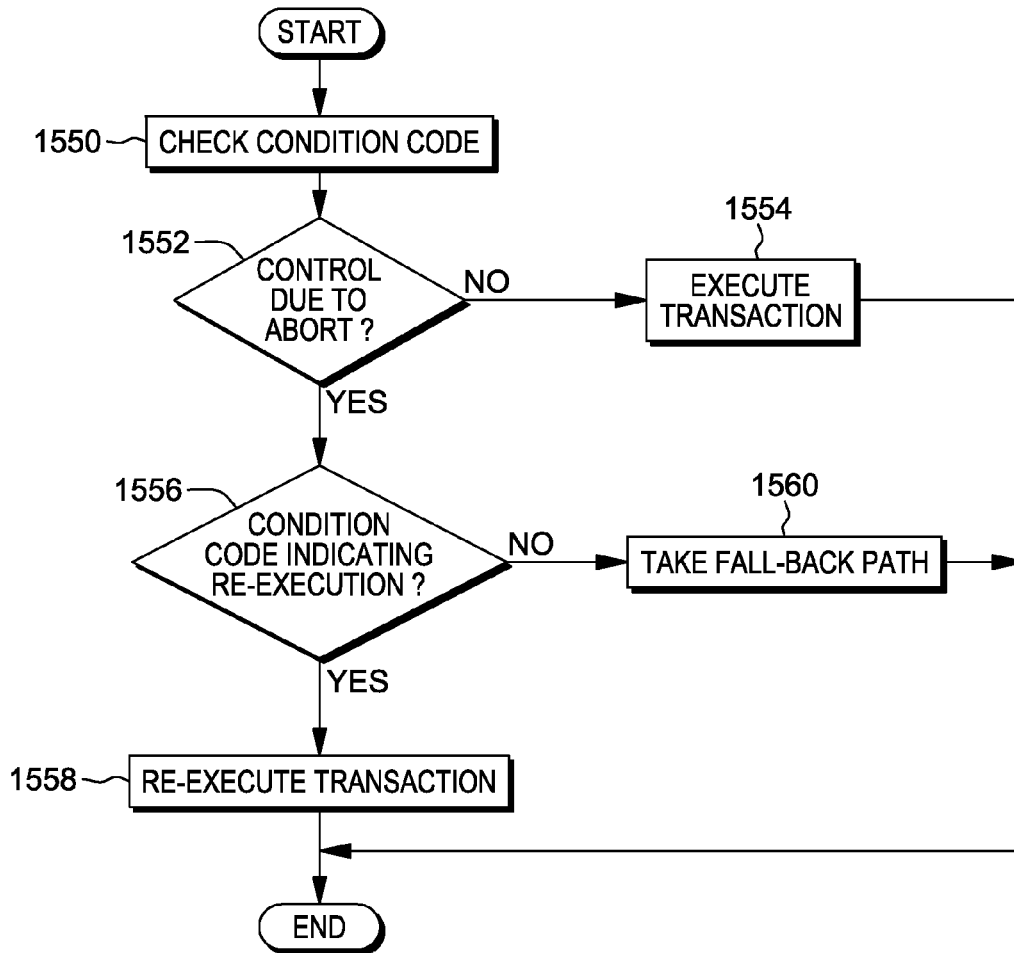 START
1550
CHECK CONDITION CODE
1552
CONTROL
DUE TO
ABORT ?
NO
1554
EXECUTE
TRANSACTION
YES
1556
CONDITION
CODE INDICATING
RE-EXECUTION ?
NO
1560
TAKE FALL-BACK PATH
YES
1558
RE-EXECUTE TRANSACTION
END